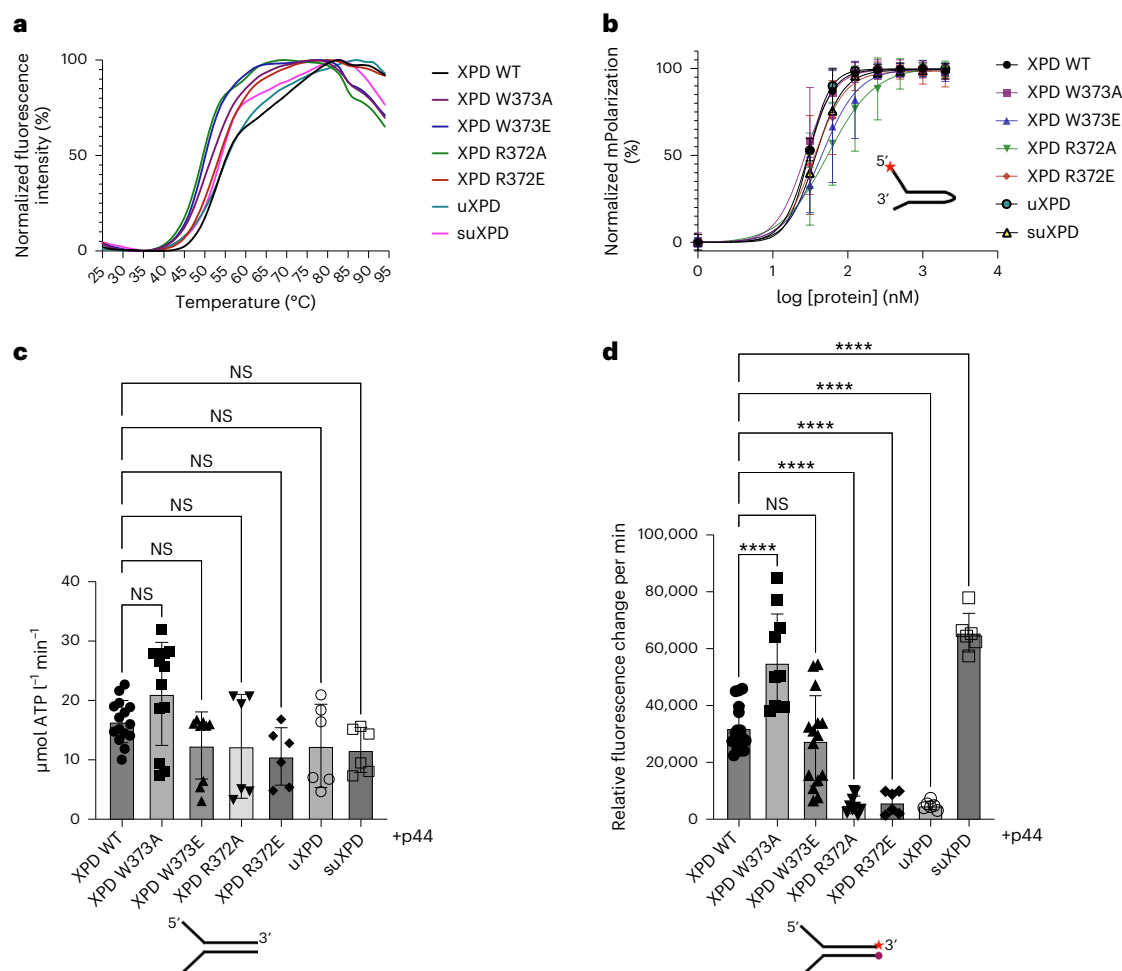 a
Normalized fluorescence
intensity (%)
100
50
0
25
30
35
40
45
50
55
60
65
70
75
80
85
90
95
Temperature (°C)
XPD WT
XPD W373A
XPD W373E
XPD R372A
XPD R372E
uXPD
suXPD
b
Normalized mPolarization
(%)
100
50
0
5′
3′
0
1
2
3
4
log [protein] (nM)
XPD WT
XPD W373A
XPD W373E
XPD R372A
XPD R372E
uXPD
suXPD
c
NS
NS
NS
NS
NS
NS
µmol ATP l⁻¹ min⁻¹
40
30
20
10
0
XPD WT
XPD W373A
XPD W373E
XPD R372A
XPD R372E
uXPD
suXPD
+p44
5′
3′
d
****
****
****
****
NS
****
Relative fluorescence change per min
100,000
80,000
60,000
40,000
20,000
0
XPD WT
XPD W373A
XPD W373E
XPD R372A
XPD R372E
uXPD
suXPD
+p44
5′
3′